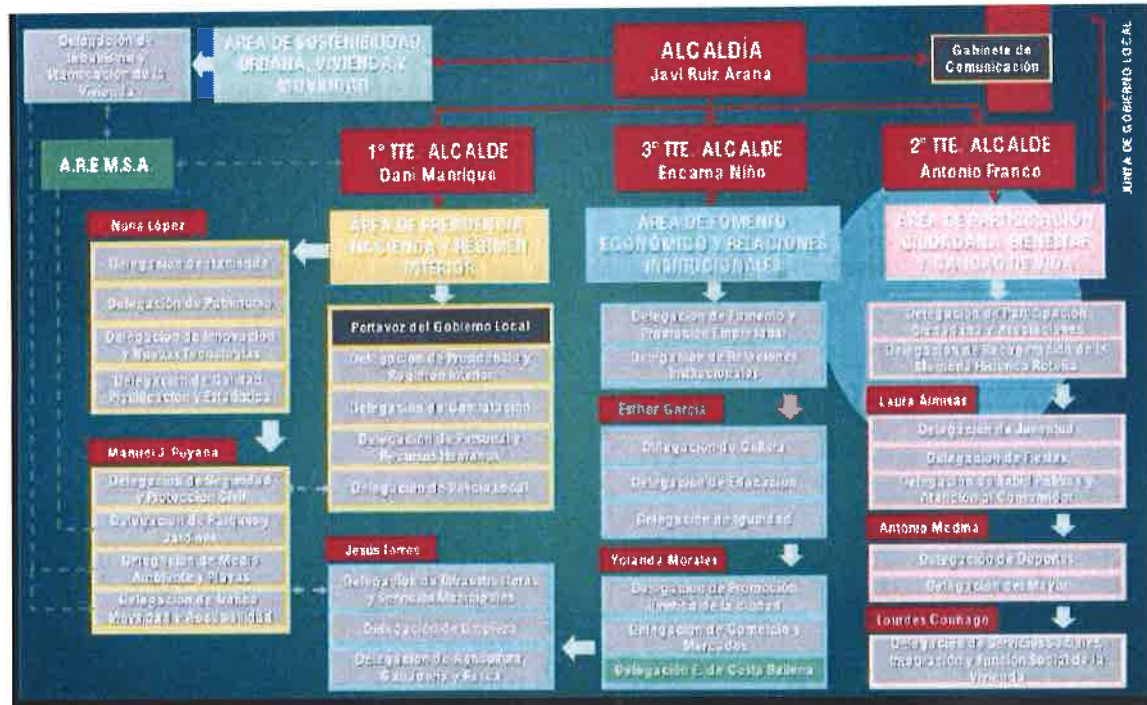 Delegación de
Urbanismo y
Planificación de la
Vivienda
ÁREA DE SOSTENIBILIDAD
URBANA, VIVIENDA Y
MOVILIDAD
ALCALDÍA
Javi Ruiz Arana
Gabinete de
Comunicación
JUNTA DE GOBIERNO LOCAL
A.R.E.M.S.A.
1º TTE. ALCALDE
Dani Manrique
3º TTE. ALCALDE
Encarna Niño
2º TTE. ALCALDE
Antonio Franco
Nuria López
Delegación de Hacienda
Delegación de Patrimonio
Delegación de Innovación
y Nuevas Tecnologías
Delegación de Calidad,
Planificación y Estadística
ÁREA DE PRESIDENCIA,
HACIENDA Y RÉGIMEN
INTERIOR
ÁREA DE FOMENTO
ECONÓMICO Y RELACIONES
INSTITUCIONALES
ÁREA DE PARTICIPACIÓN
CIUDADANA, BIENESTAR
Y CALIDAD DE VIDA
Portavoz del Gobierno Local
Delegación de Presidencia y
Régimen Interior
Delegación de Contratación
Delegación de Personal y
Recursos Humanos
Delegación de Policía Local
Delegación de Fomento y
Promoción Empresarial
Delegación de Relaciones
Institucionales
Delegación de Participación
Ciudadana y Asociaciones
Delegación de Recuperación de la
Memoria Histórica Roteña
Esther García
Delegación de Cultura
Delegación de Educación
Delegación de Igualdad
Laura Almisas
Delegación de Juventud
Delegación de Fiestas
Delegación de Salud Pública y
Atención al Consumidor
Manuel J. Puyana
Delegación de Seguridad
y Protección Civil
Delegación de Parques y
Jardines
Delegación de Medio
Ambiente y Playas
Delegación de Tráfico,
Movilidad y Accesibilidad
Jesús
Delegación de Infraestructuras
y Servicios Municipales
Delegación de Limpieza
Delegación de Agricultura,
Ganadería y Pesca
Yolanda Morales
Delegación de Promoción
Turística de la ciudad
Delegación de Comercio y
Mercados
Delegación E. de Costa Ballena
Antonio Medina
Delegación de Deportes
Delegación del Mayor
Lourdes Couñago
Delegación de Servicios Sociales,
Integración y Función Social de la
Vivienda